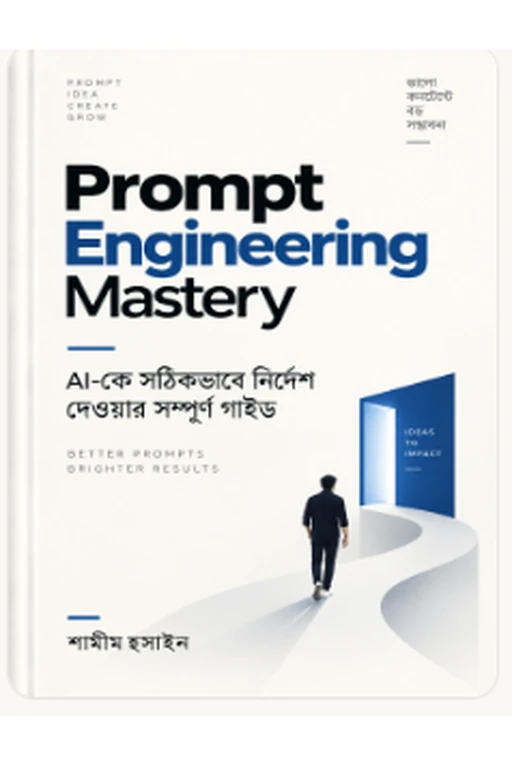 PROMPT
IDEA
CREATE
GROW
ভালো
কনটেন্টে
বড়
সম্ভাবনা
Prompt
Engineering
Mastery
AI-কে সঠিকভাবে নির্দেশ
দেওয়ার সম্পূর্ণ গাইড
BETTER PROMPTS
BRIGHTER RESULTS
IDEAS
TO
IMPACT
শামীম হুসাইন